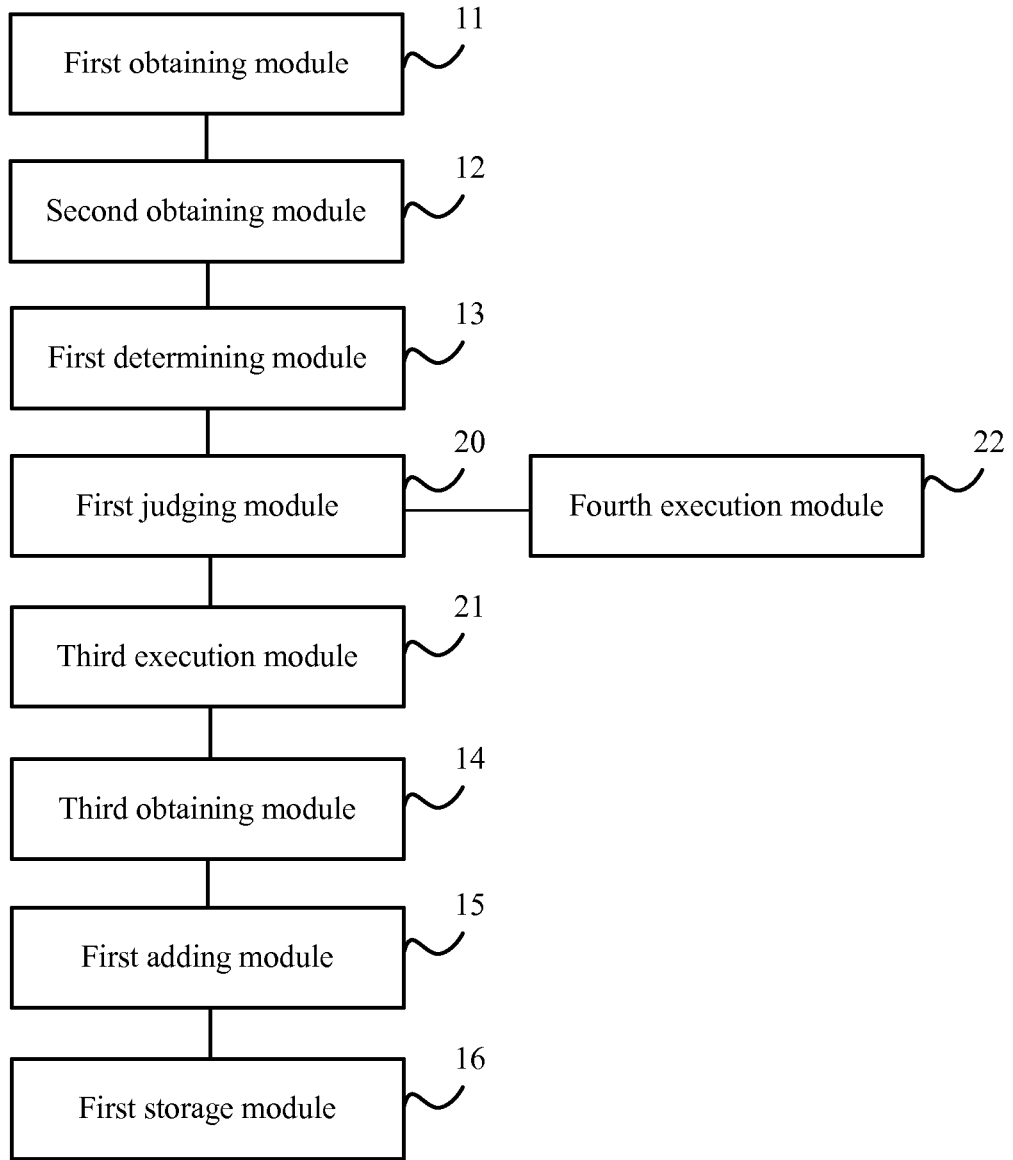 11
First obtaining module
12
Second obtaining module
13
First determining module
20
First judging module
22
Fourth execution module
21
Third execution module
14
Third obtaining module
15
First adding module
16
First storage module